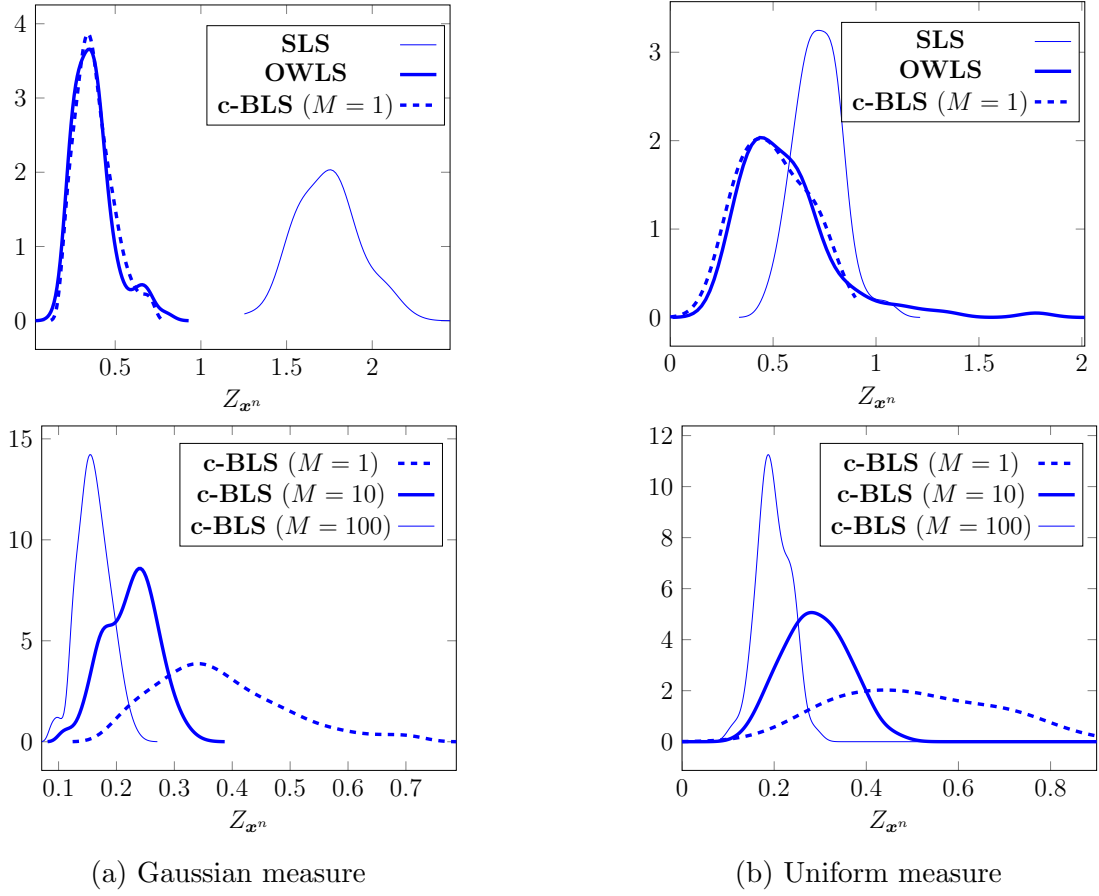 4
3
2
1
0
SLS
OWLS
c-BLS (M = 1)
0.5 1 1.5 2
Z_{x^n}
3
2
1
0
SLS
OWLS
c-BLS (M = 1)
0 0.5 1 1.5 2
Z_{x^n}
15
10
5
0
c-BLS (M = 1)
c-BLS (M = 10)
c-BLS (M = 100)
0.1 0.2 0.3 0.4 0.5 0.6 0.7
Z_{x^n}
12
10
8
6
4
2
0
c-BLS (M = 1)
c-BLS (M = 10)
c-BLS (M = 100)
0 0.2 0.4 0.6 0.8
Z_{x^n}
(a) Gaussian measure
(b) Uniform measure